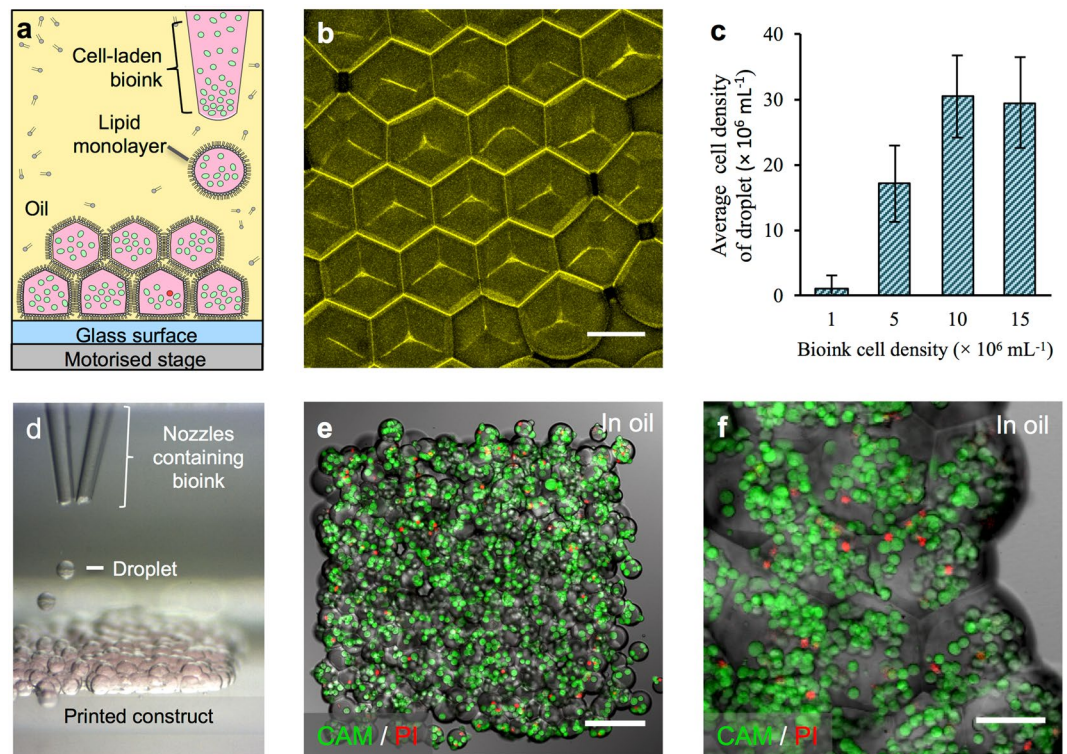 a
Cell-laden
bioink
Lipid
monolayer
Oil
Glass surface
Motorised stage
b
c
Average cell density
of droplet (× 10⁶ mL⁻¹)
40
30
20
10
0
1 5 10 15
Bioink cell density (× 10⁶ mL⁻¹)
d
Nozzles
containing
bioink
Droplet
Printed construct
e
In oil
CAM / PI
f
In oil
CAM / PI